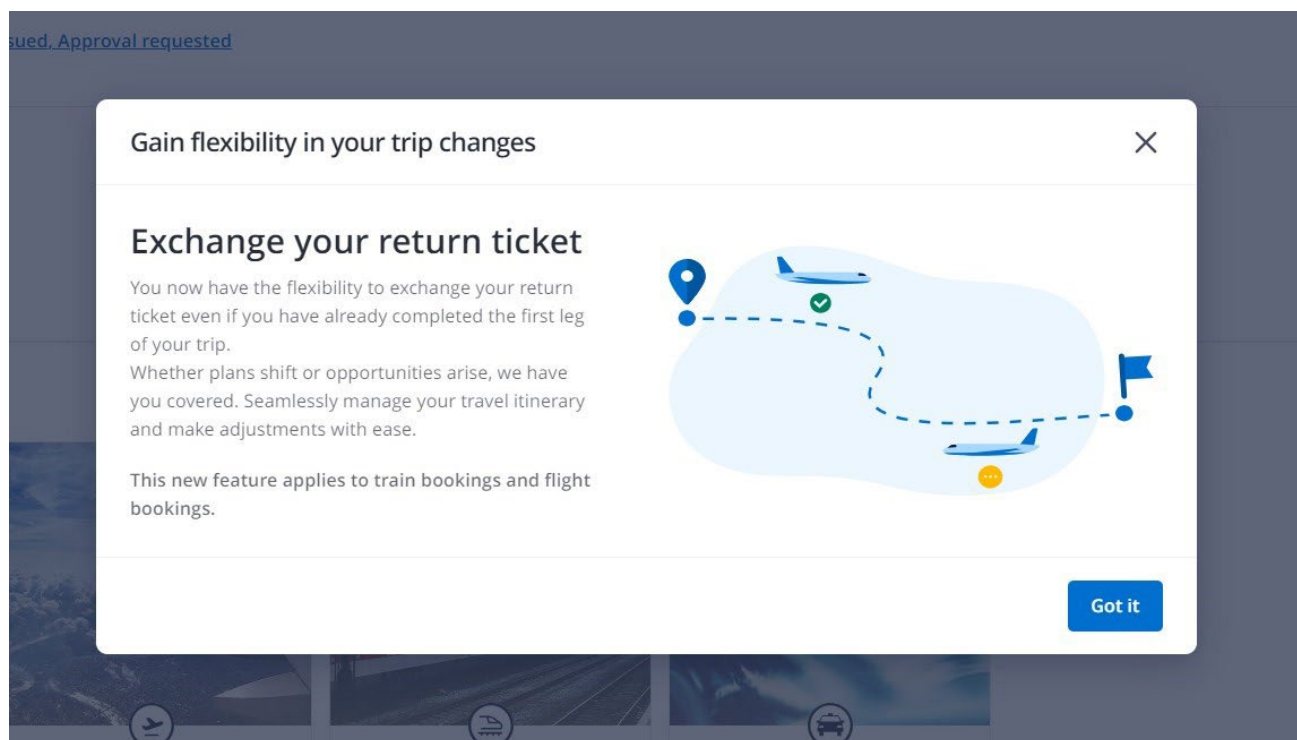 sued, Approval requested
Gain flexibility in your trip changes
Exchange your return ticket
You now have the flexibility to exchange your return
ticket even if you have already completed the first leg
of your trip.
Whether plans shift or opportunities arise, we have
you covered. Seamlessly manage your travel itinerary
and make adjustments with ease.
This new feature applies to train bookings and flight
bookings.
Got it